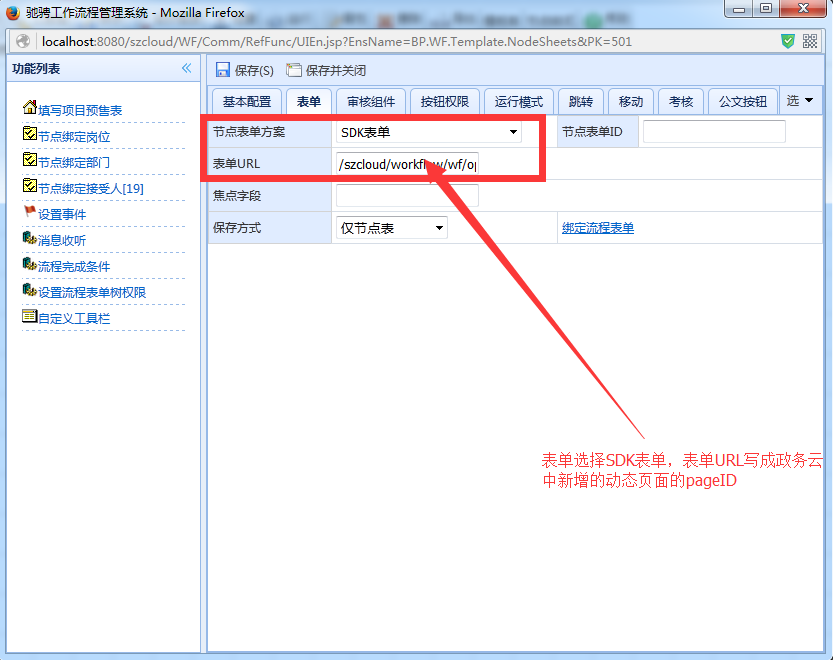 驰骋工作流程管理系统 - Mozilla Firefox
localhost:8080/szcloud/WF/Comm/RefFunc/UIEn.jsp?EnsName=BP.WF.Template.NodeSheets&PK=501
功能列表
填写项目预售表
节点绑定岗位
节点绑定部门
节点绑定接受人[19]
设置事件
消息收听
流程完成条件
设置流程表单树权限
自定义工具栏
保存(S) 保存并关闭
基本配置 表单 审核组件 按钮权限 运行模式 跳转 移动 考核 公文按钮 选
节点表单方案 SDK表单 节点表单ID
表单URL /szcloud/workflow/wf/op
焦点字段
保存方式 仅节点表 绑定流程表单
表单选择SDK表单，表单URL写成政务云
中新增的动态页面的pageID